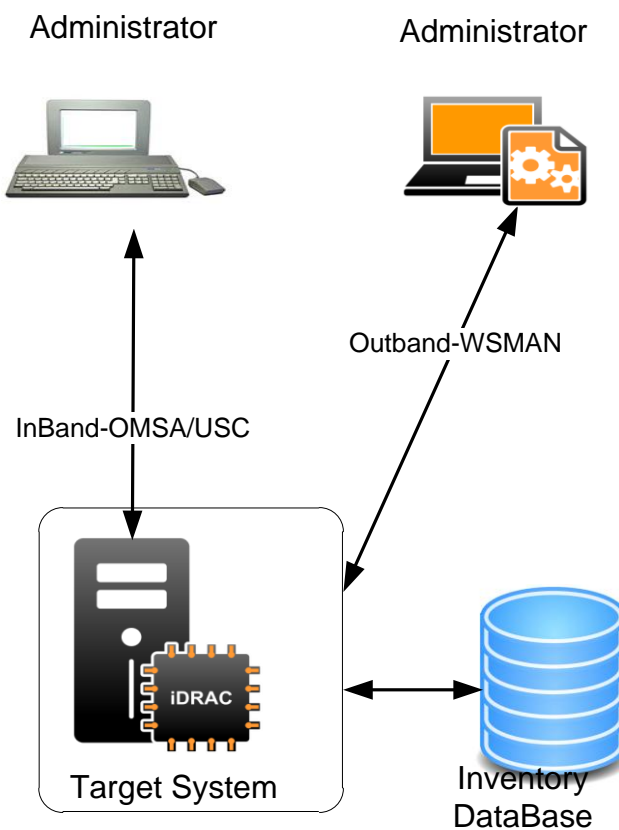 Administrator
Administrator
Outband-WSMAN
InBand-OMSA/USC
iDRAC
Target System
Inventory
DataBase